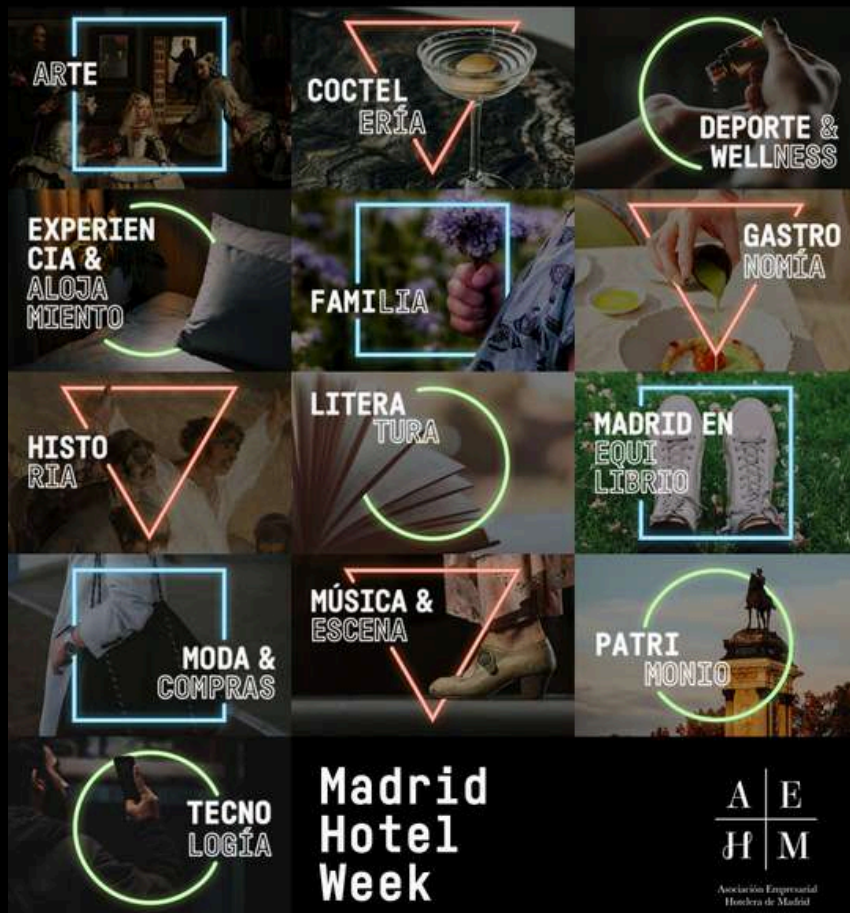 ARTE
COCTEL
ERÍA
DEPORTE &
WELLNESS
EXPERIEN
CIA &
ALOJA
MIENTO
FAMILIA
GASTRO
NOMÍA
HISTO
RIA
LITERA
TURA
MADRID EN
EQUI
LIBRIO
MODA &
COMPRAS
MÚSICA &
ESCENA
PATRI
MONIO
TECNO
LOGÍA
Madrid
Hotel
Week
A E
H M
Asociación Empresarial
Hotelera de Madrid